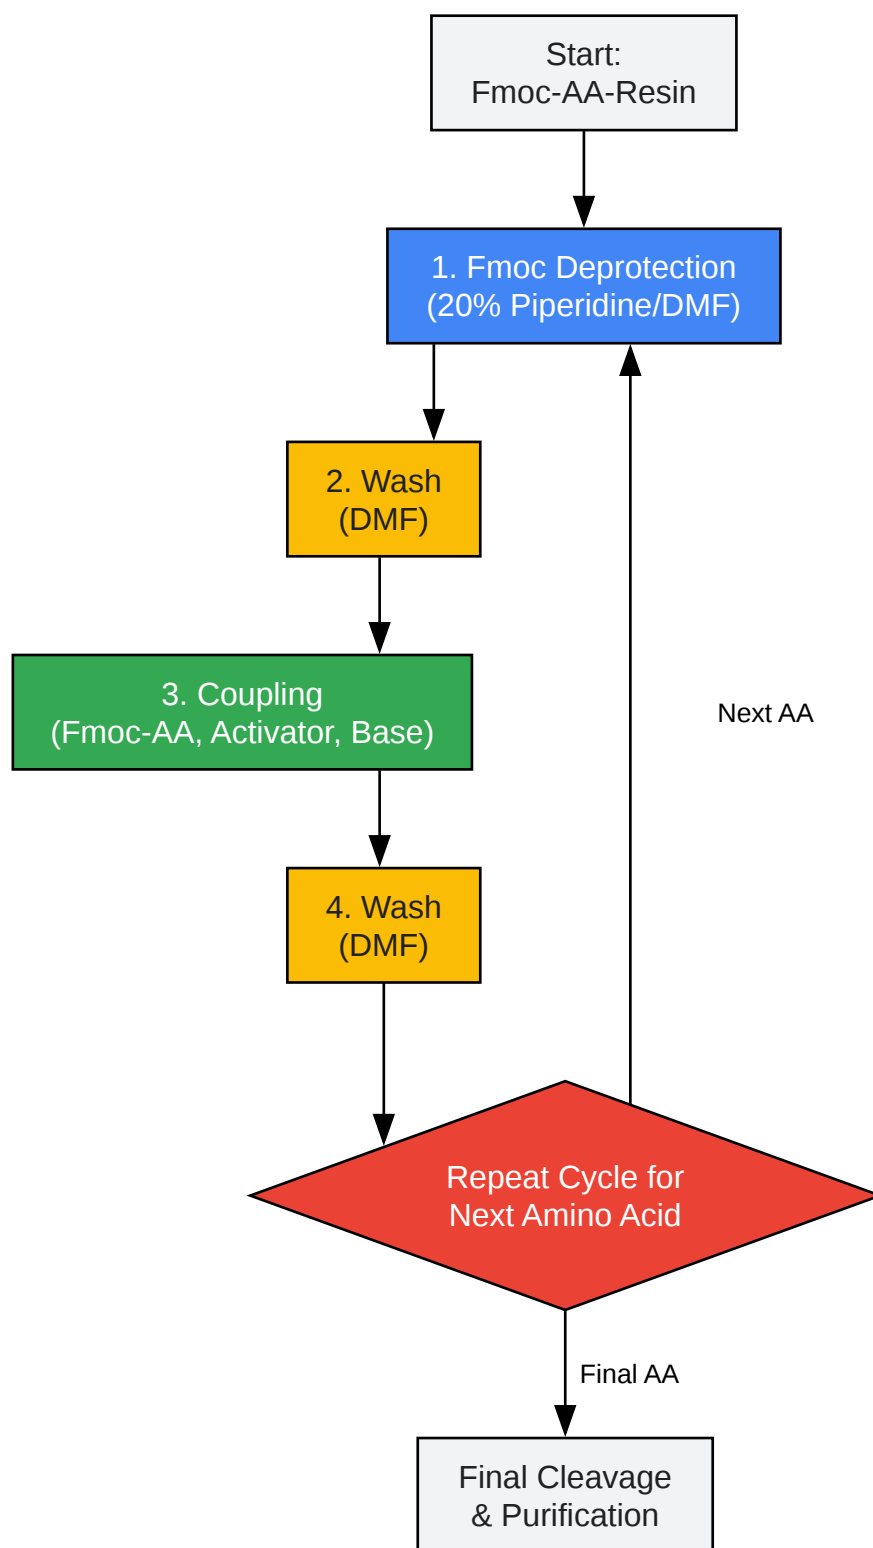 Start:
Fmoc-AA-Resin
1. Fmoc Deprotection
(20% Piperidine/DMF)
2. Wash
(DMF)
3. Coupling
(Fmoc-AA, Activator, Base)
Next AA
4. Wash
(DMF)
Repeat Cycle for
Next Amino Acid
Final AA
Final Cleavage
& Purification